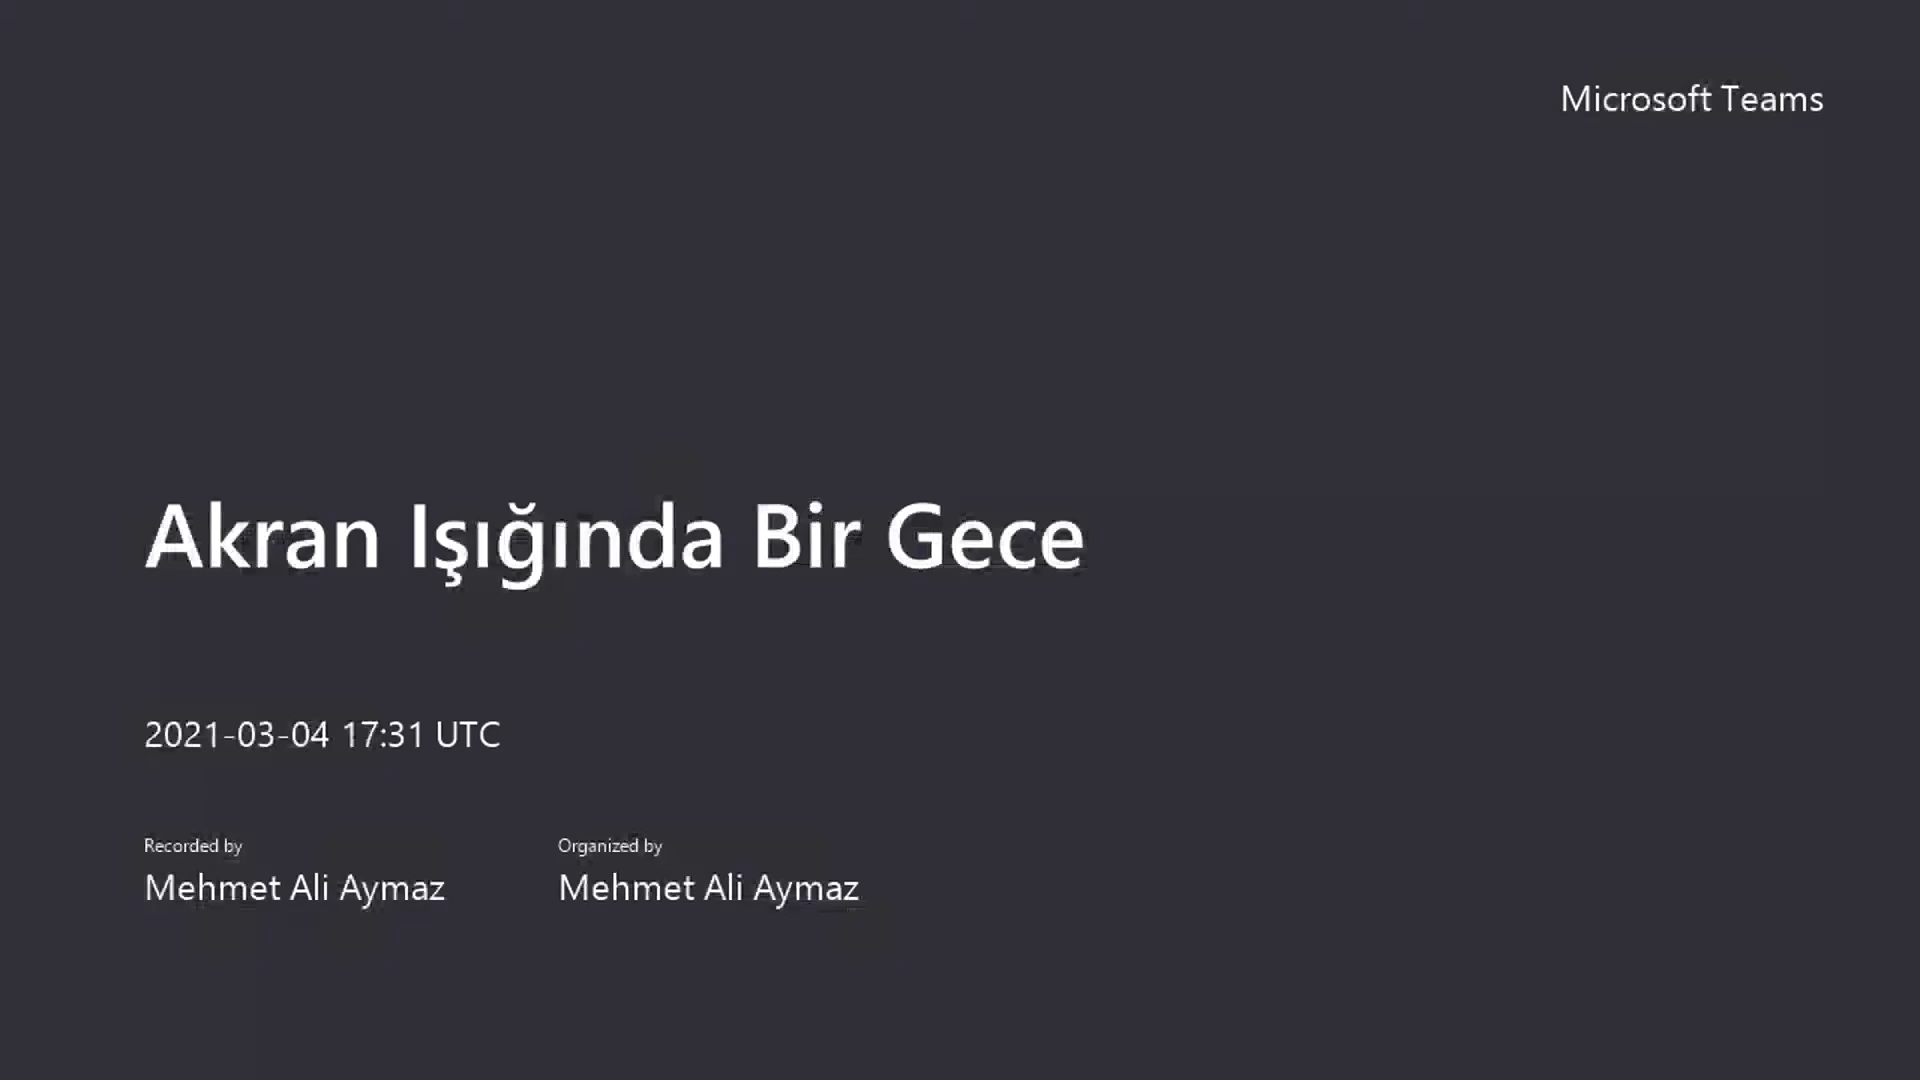 Microsoft Teams
Akran Işığında Bir Gece
2021-03-04 17:31 UTC
Recorded by
Mehmet Ali Aymaz
Organized by
Mehmet Ali Aymaz